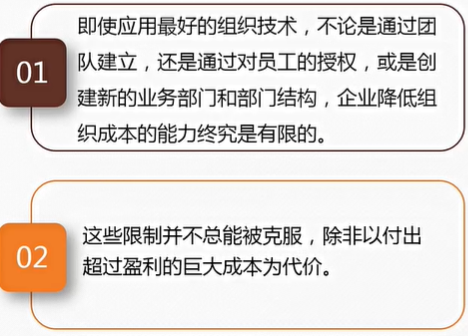 01
即使应用最好的组织技术，不论是通过团
队建立，还是通过对员工的授权，或是创
建新的业务部门和部门结构，企业降低组
织成本的能力终究是有限的。
02
这些限制并不总能被克服，除非以付出
超过盈利的巨大成本为代价。